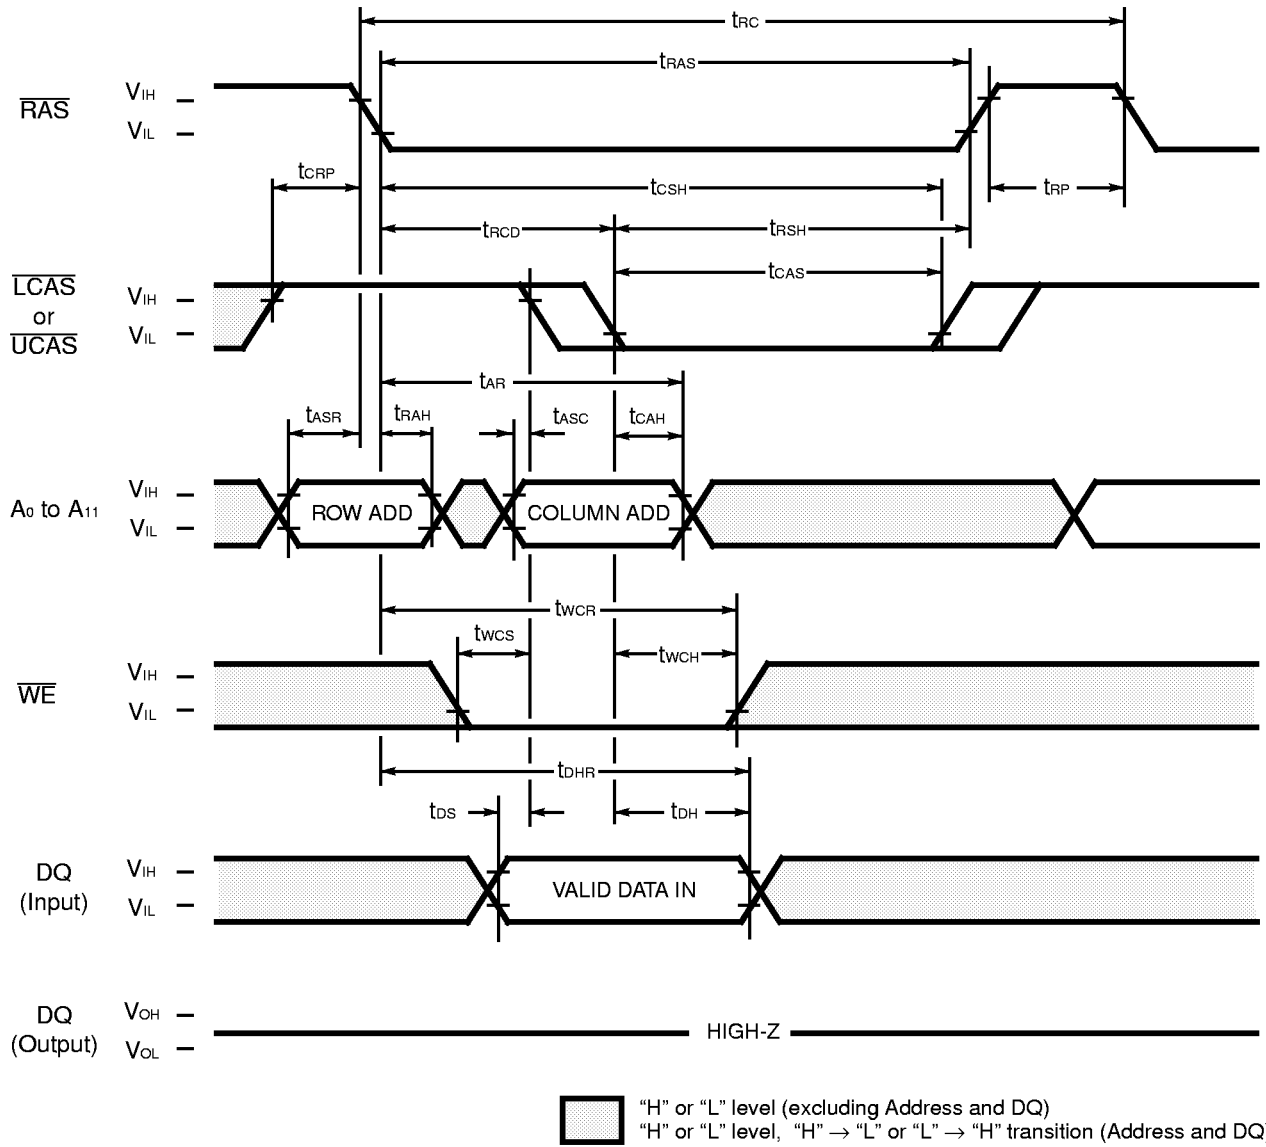 tRC
tRAS
RAS
VIH
VIL
tCRP
tCSH
tRP
tRCD
tRSH
tCAS
LCAS
or
UCAS
VIH
VIL
tAR
tASR
tRAH
tASC
tCAH
A0 to A11
VIH
VIL
ROW ADD
COLUMN ADD
tWCR
tWCS
tWCH
WE
VIH
VIL
tDHR
tDS
tDH
DQ
(Input)
VIH
VIL
VALID DATA IN
DQ
(Output)
VOH
VOL
HIGH-Z
“H” or “L” level (excluding Address and DQ)
“H” or “L” level, “H” → “L” or “L” → “H” transition (Address and DQ)